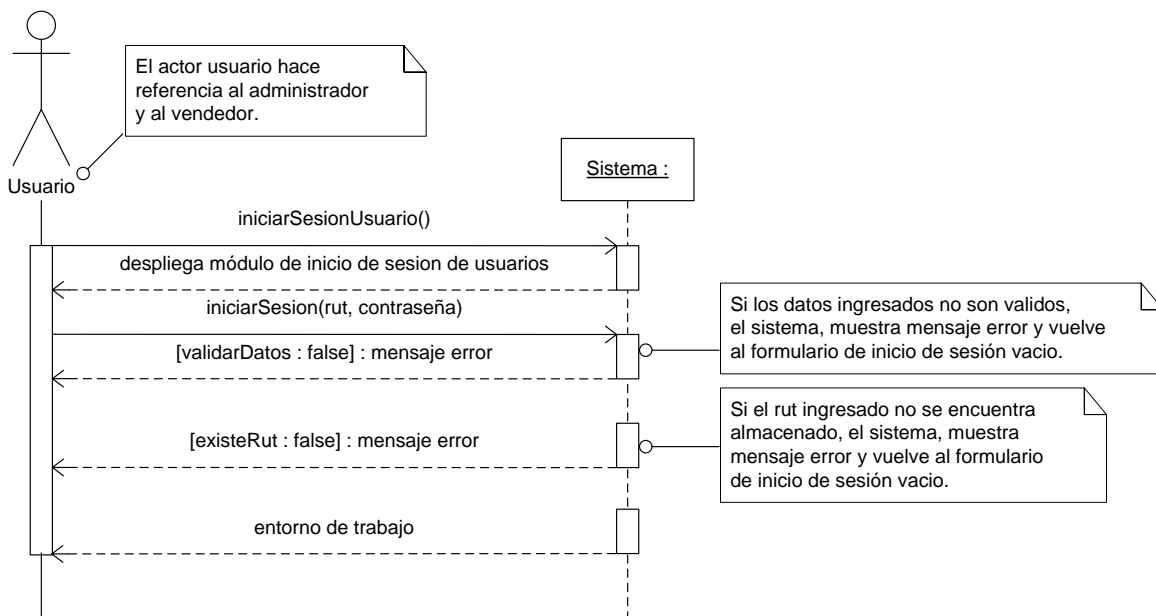 El actor usuario hace
referencia al administrador
y al vendedor.
Usuario
Sistema :
iniciarSesionUsuario()
despliega módulo de inicio de sesion de usuarios
iniciarSesion(rut, contraseña)
Si los datos ingresados no son validos,
el sistema, muestra mensaje error y vuelve
al formulario de inicio de sesión vacio.
[validarDatos : false] : mensaje error
Si el rut ingresado no se encuentra
almacenado, el sistema, muestra
mensaje error y vuelve al formulario
de inicio de sesión vacio.
[existeRut : false] : mensaje error
entorno de trabajo